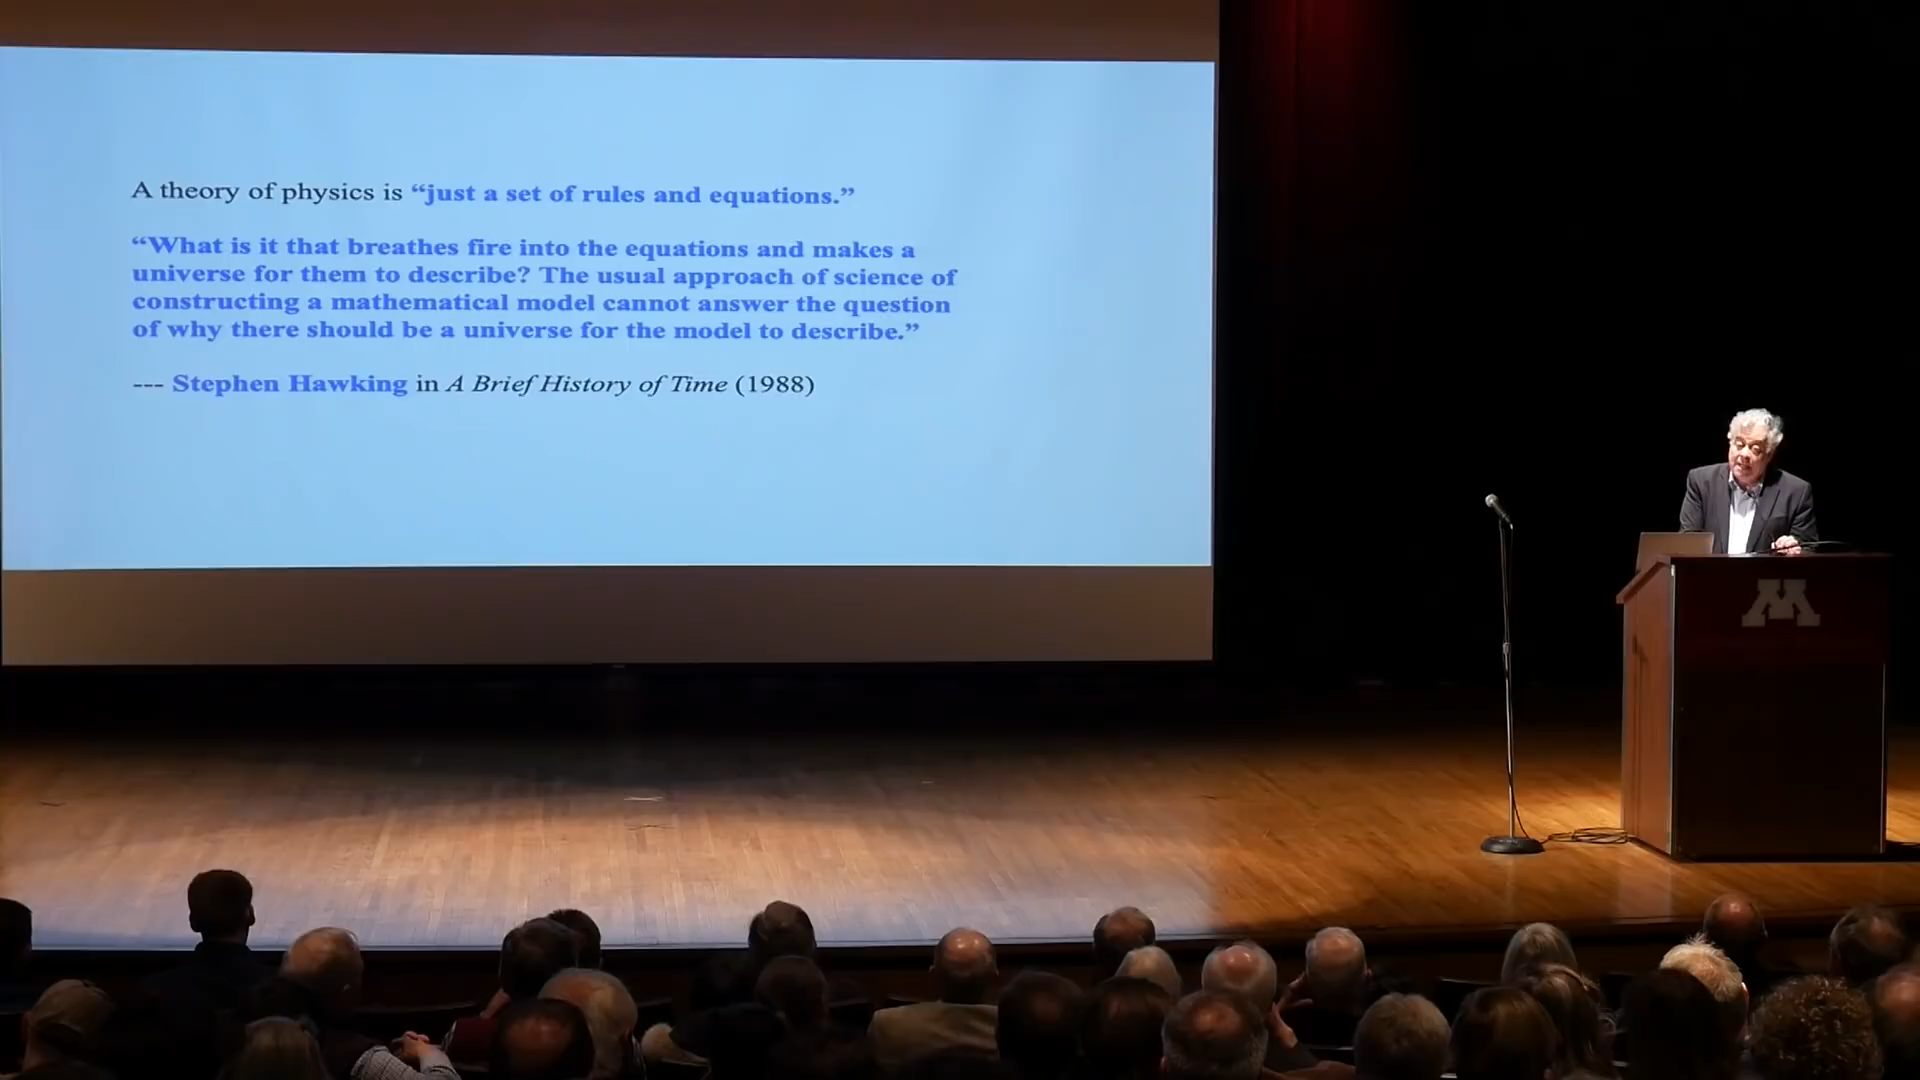 A theory of physics is “just a set of rules and equations.”
“What is it that breathes fire into the equations and makes a
universe for them to describe? The usual approach of science of
constructing a mathematical model cannot answer the question
of why there should be a universe for the model to describe.”
--- Stephen Hawking in A Brief History of Time (1988)
M